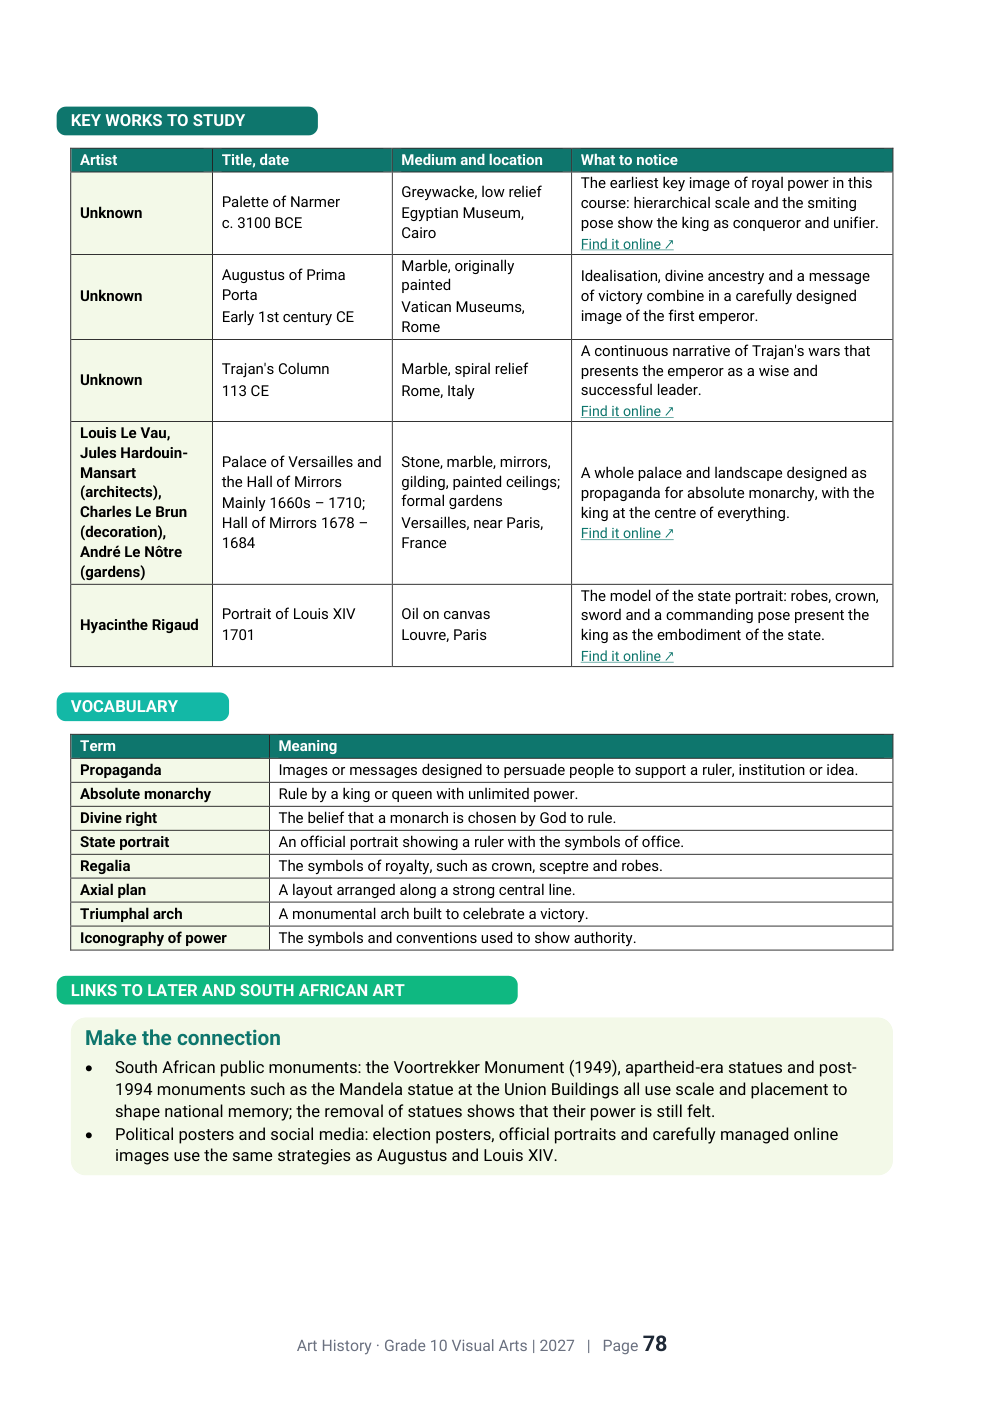 KEY WORKS TO STUDY
Artist
Title, date
Medium and location
What to notice
Unknown
Palette of Narmer
c. 3100 BCE
Greywacke, low relief
Egyptian Museum,
Cairo
The earliest key image of royal power in this
course: hierarchical scale and the smiting
pose show the king as conqueror and unifier.
Find it online ↗
Unknown
Augustus of Prima
Porta
Early 1st century CE
Marble, originally
painted
Vatican Museums,
Rome
Idealisation, divine ancestry and a message
of victory combine in a carefully designed
image of the first emperor.
Unknown
Trajan's Column
113 CE
Marble, spiral relief
Rome, Italy
A continuous narrative of Trajan's wars that
presents the emperor as a wise and
successful leader.
Find it online ↗
Louis Le Vau,
Jules Hardouin-
Mansart
(architects),
Charles Le Brun
(decoration),
André Le Nôtre
(gardens)
Palace of Versailles and
the Hall of Mirrors
Mainly 1660s – 1710;
Hall of Mirrors 1678 –
1684
Stone, marble, mirrors,
gilding, painted ceilings;
formal gardens
Versailles, near Paris,
France
A whole palace and landscape designed as
propaganda for absolute monarchy, with the
king at the centre of everything.
Find it online ↗
Hyacinthe Rigaud
Portrait of Louis XIV
1701
Oil on canvas
Louvre, Paris
The model of the state portrait: robes, crown,
sword and a commanding pose present the
king as the embodiment of the state.
Find it online ↗
VOCABULARY
Term
Meaning
Propaganda
Images or messages designed to persuade people to support a ruler, institution or idea.
Absolute monarchy
Rule by a king or queen with unlimited power.
Divine right
The belief that a monarch is chosen by God to rule.
State portrait
An official portrait showing a ruler with the symbols of office.
Regalia
The symbols of royalty, such as crown, sceptre and robes.
Axial plan
A layout arranged along a strong central line.
Triumphal arch
A monumental arch built to celebrate a victory.
Iconography of power
The symbols and conventions used to show authority.
LINKS TO LATER AND SOUTH AFRICAN ART
Make the connection
• South African public monuments: the Voortrekker Monument (1949), apartheid-era statues and post-
1994 monuments such as the Mandela statue at the Union Buildings all use scale and placement to
shape national memory; the removal of statues shows that their power is still felt.
• Political posters and social media: election posters, official portraits and carefully managed online
images use the same strategies as Augustus and Louis XIV.
Art History · Grade 10 Visual Arts | 2027 | Page 78